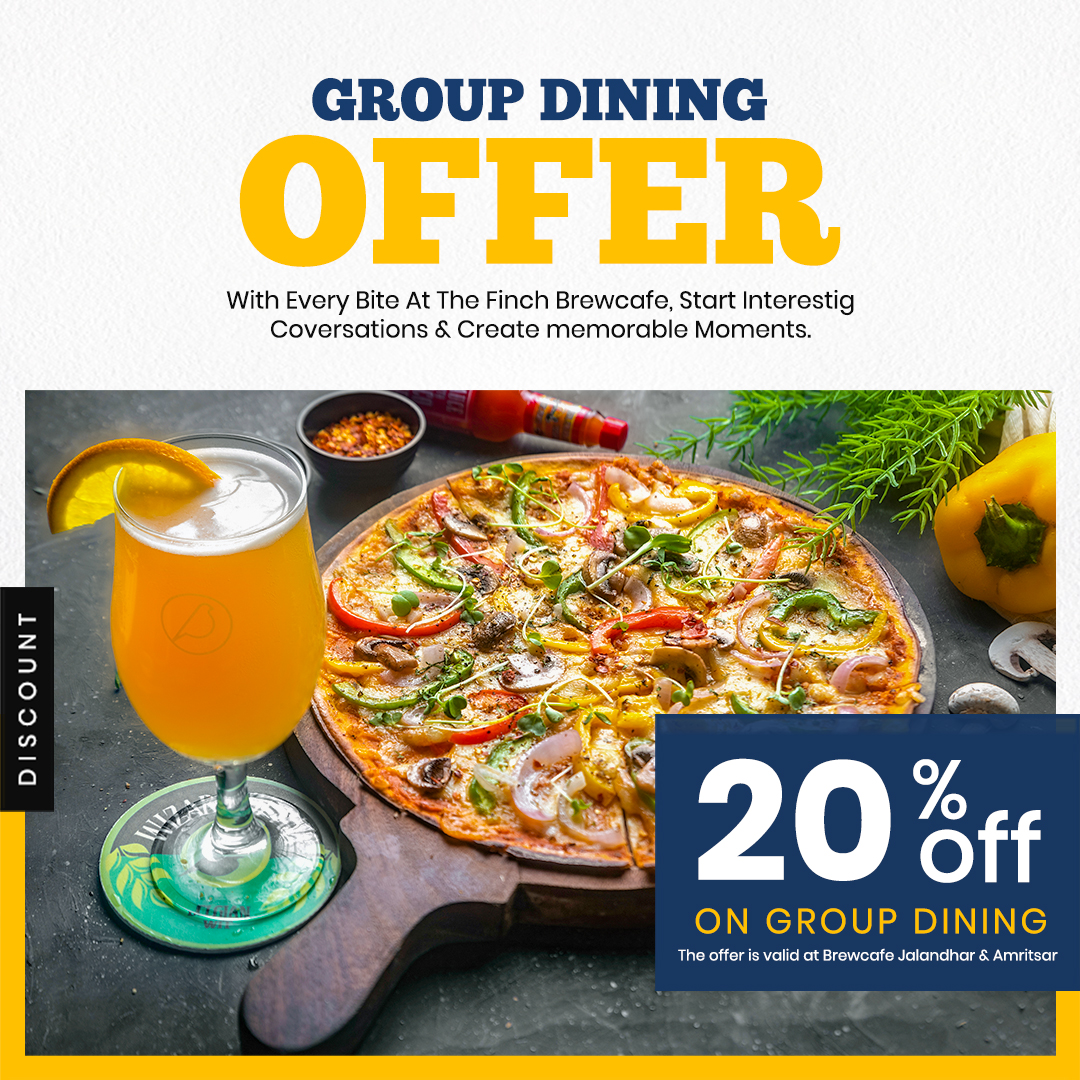 GROUP DINING
OFFER
With Every Bite At The Finch Brewcafe, Start Interestig
Coversations & Create memorable Moments.
DISCOUNT
20% off
ON GROUP DINING
The offer is valid at Brewcafe Jalandhar & Amritsar